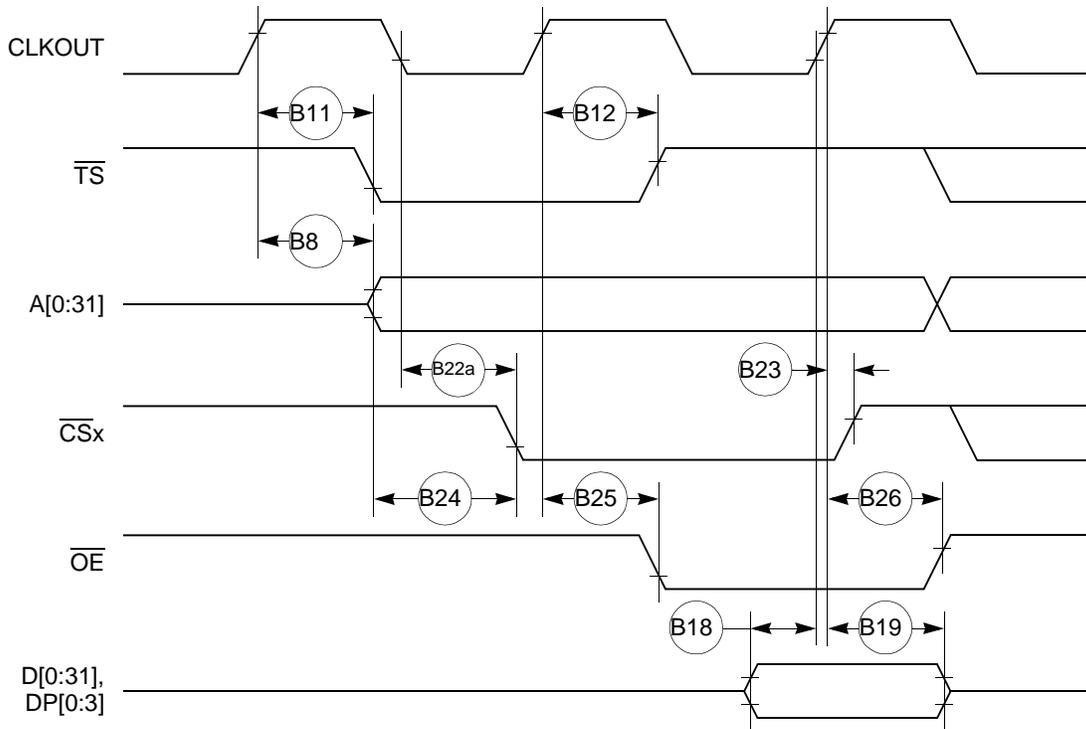 CLKOUT
B11
B12
TS
B8
A[0:31]
B22a
B23
CSx
B24
B25
B26
OE
B18
B19
D[0:31],
DP[0:3]